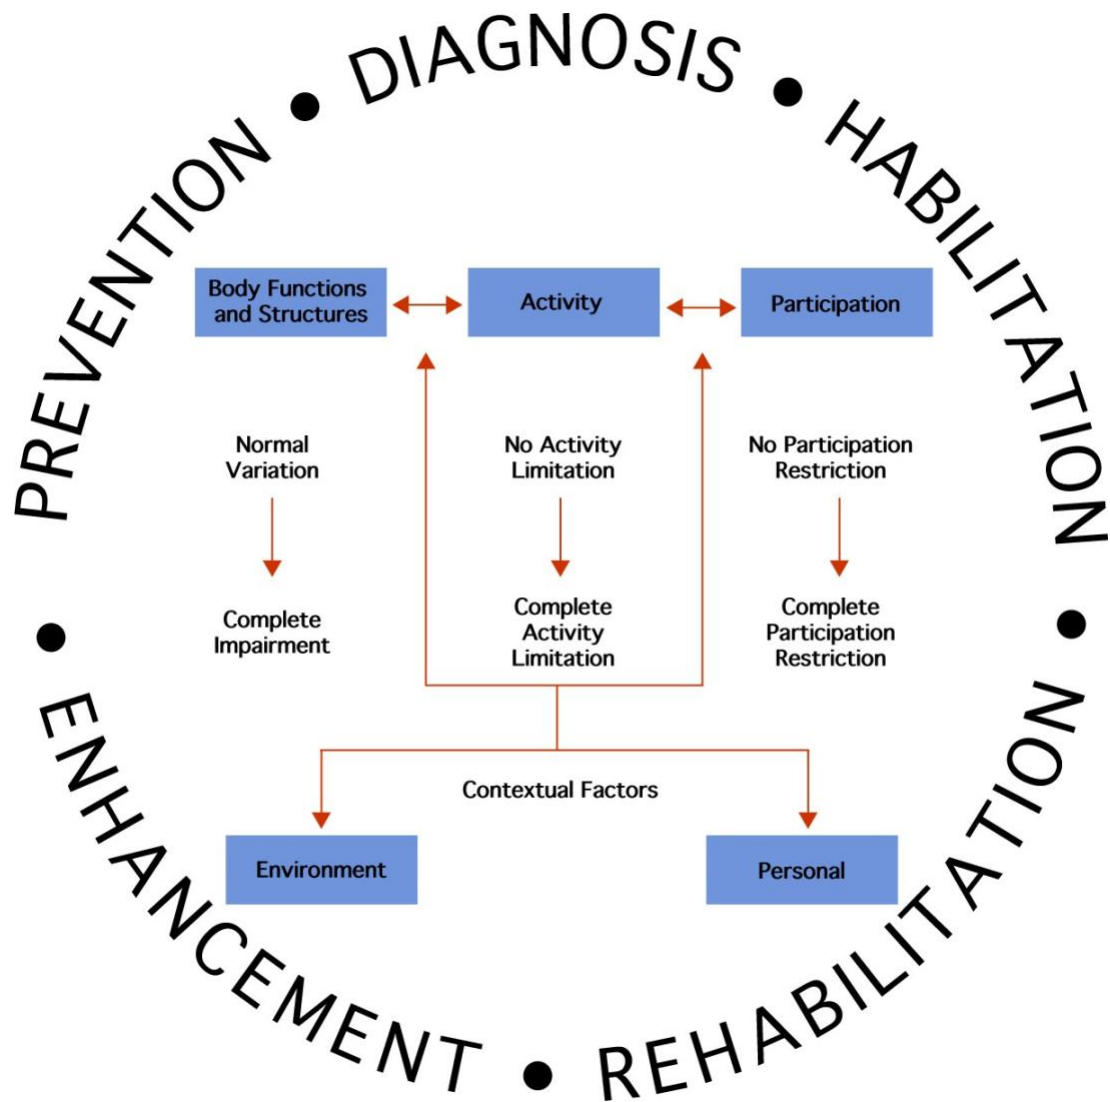 PREVENTION • DIAGNOSIS • HABILITATION • REHABILITATION • ENHANCEMENT •
Body Functions
and Structures
Activity
Participation
Normal
Variation
No Activity
Limitation
No Participation
Restriction
Complete
Impairment
Complete
Activity
Limitation
Complete
Participation
Restriction
Contextual Factors
Environment
Personal